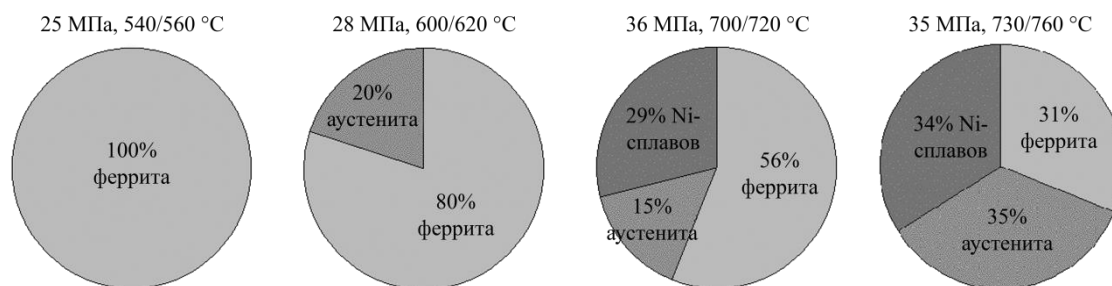 25 МПа, 540/560 °С
100%
феррита
28 МПа, 600/620 °С
20%
аустенита
80%
феррита
36 МПа, 700/720 °С
29% Ni-
сплавов
56%
феррита
15%
аустенита
35 МПа, 730/760 °С
34% Ni-
сплавов
31%
феррита
35%
аустенита